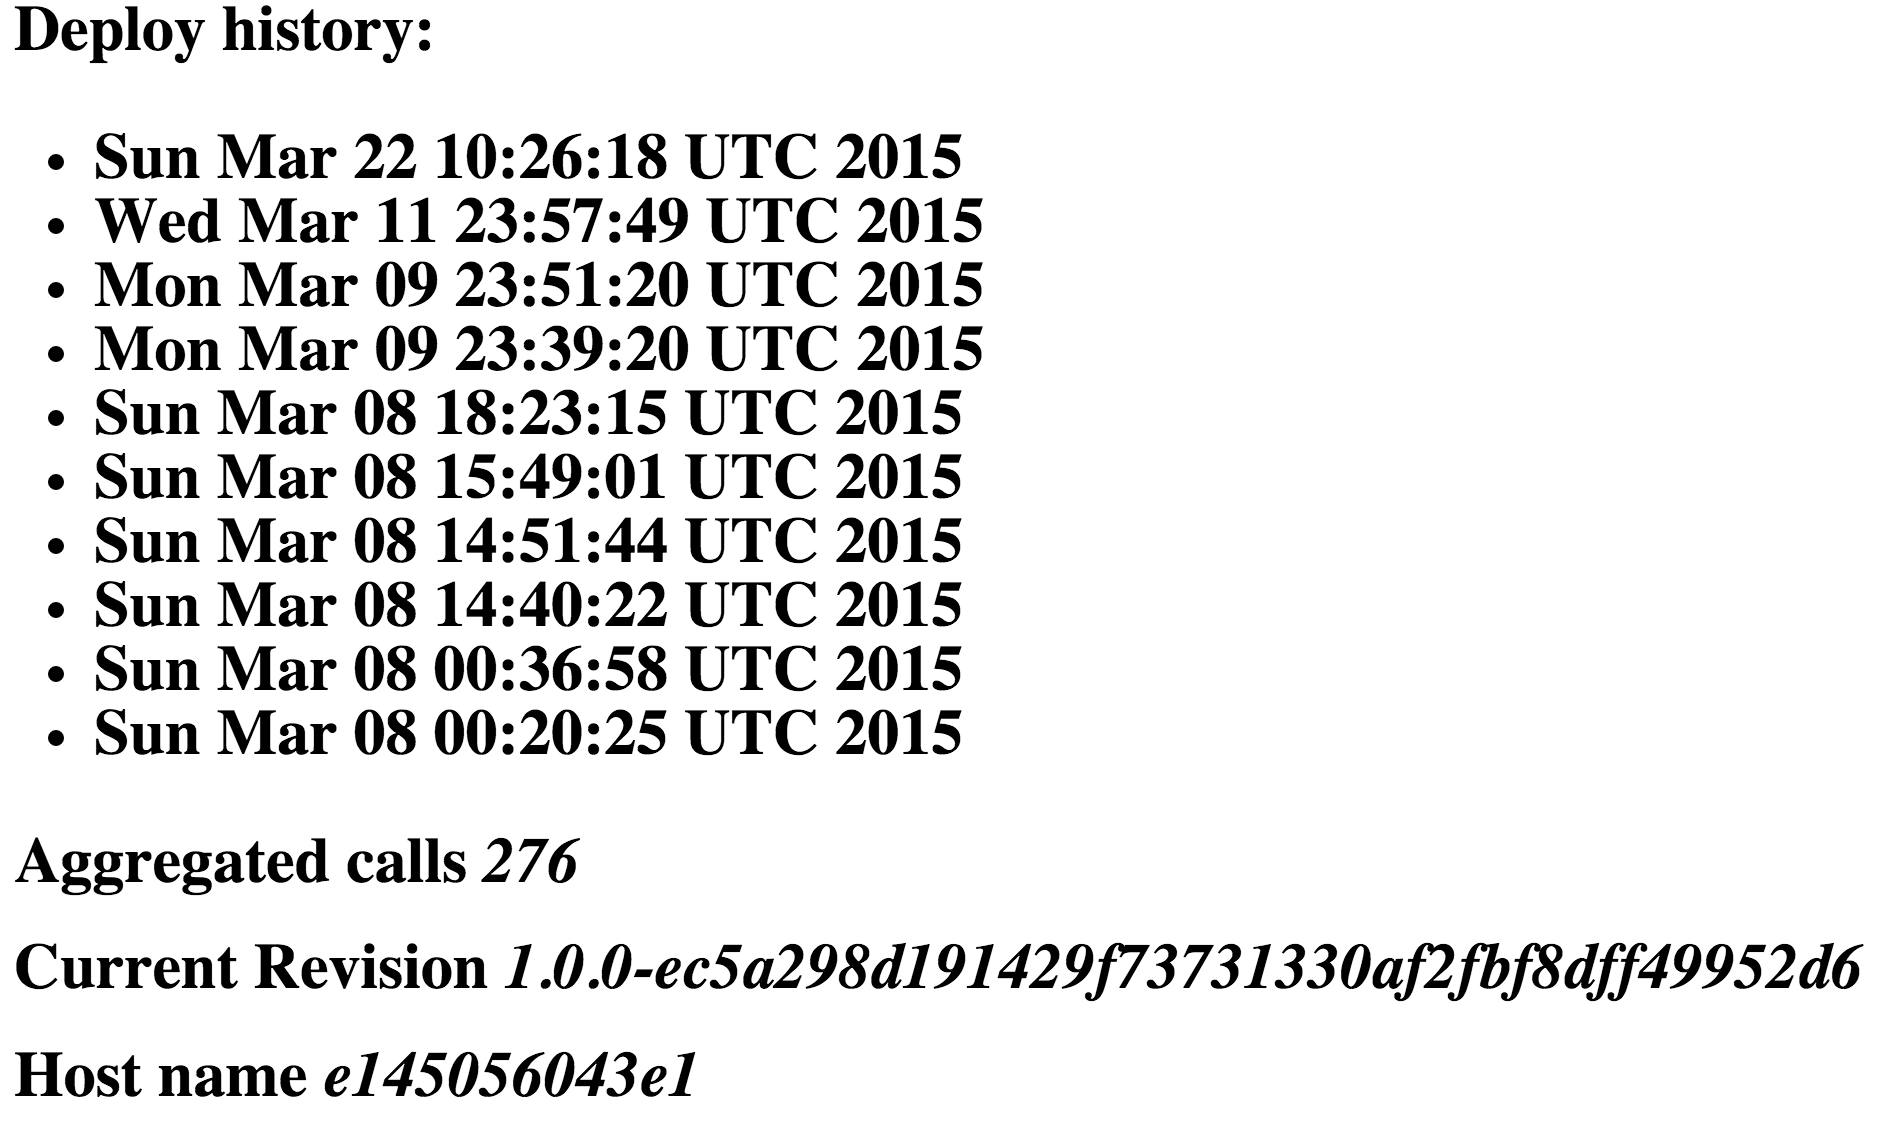 Deploy history:
• Sun Mar 22 10:26:18 UTC 2015
• Wed Mar 11 23:57:49 UTC 2015
• Mon Mar 09 23:51:20 UTC 2015
• Mon Mar 09 23:39:20 UTC 2015
• Sun Mar 08 18:23:15 UTC 2015
• Sun Mar 08 15:49:01 UTC 2015
• Sun Mar 08 14:51:44 UTC 2015
• Sun Mar 08 14:40:22 UTC 2015
• Sun Mar 08 00:36:58 UTC 2015
• Sun Mar 08 00:20:25 UTC 2015
Aggregated calls 276
Current Revision 1.0.0-ec5a298d191429f73731330af2fbf8dff49952d6
Host name e145056043e1